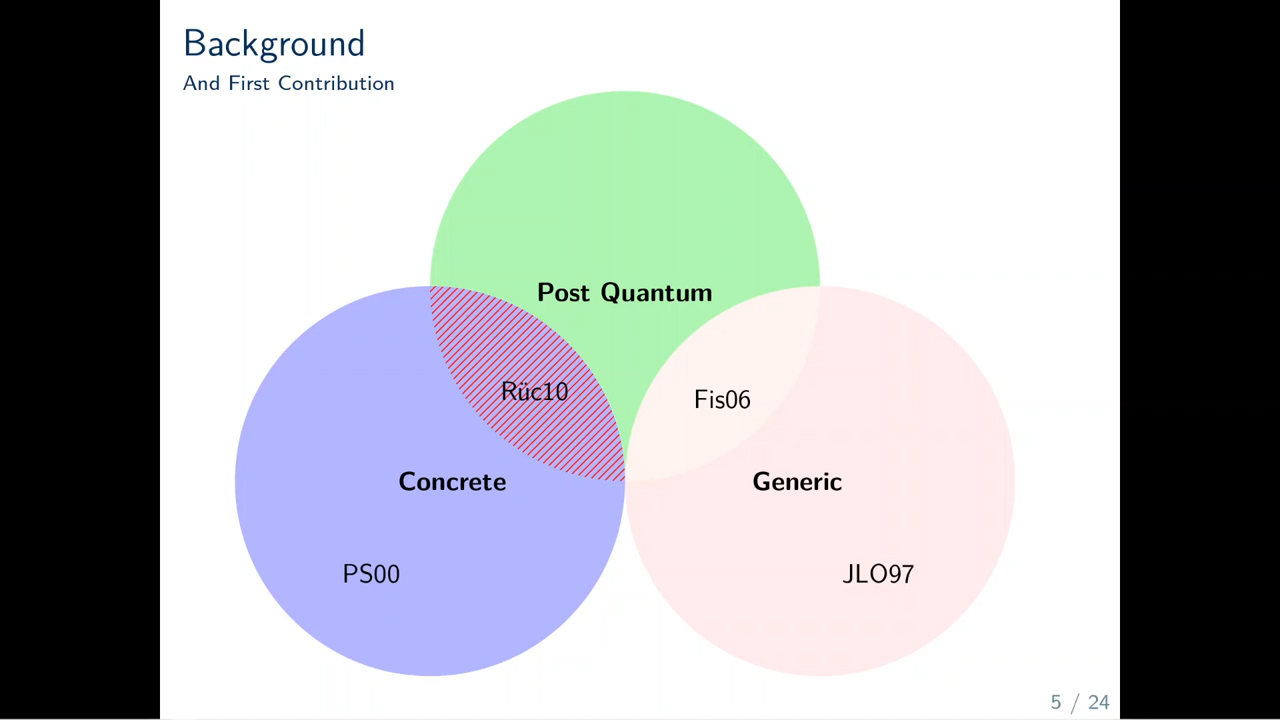 Background
And First Contribution
Post Quantum
Rüc10
Fis06
Concrete
Generic
PS00
JLO97
5 / 24